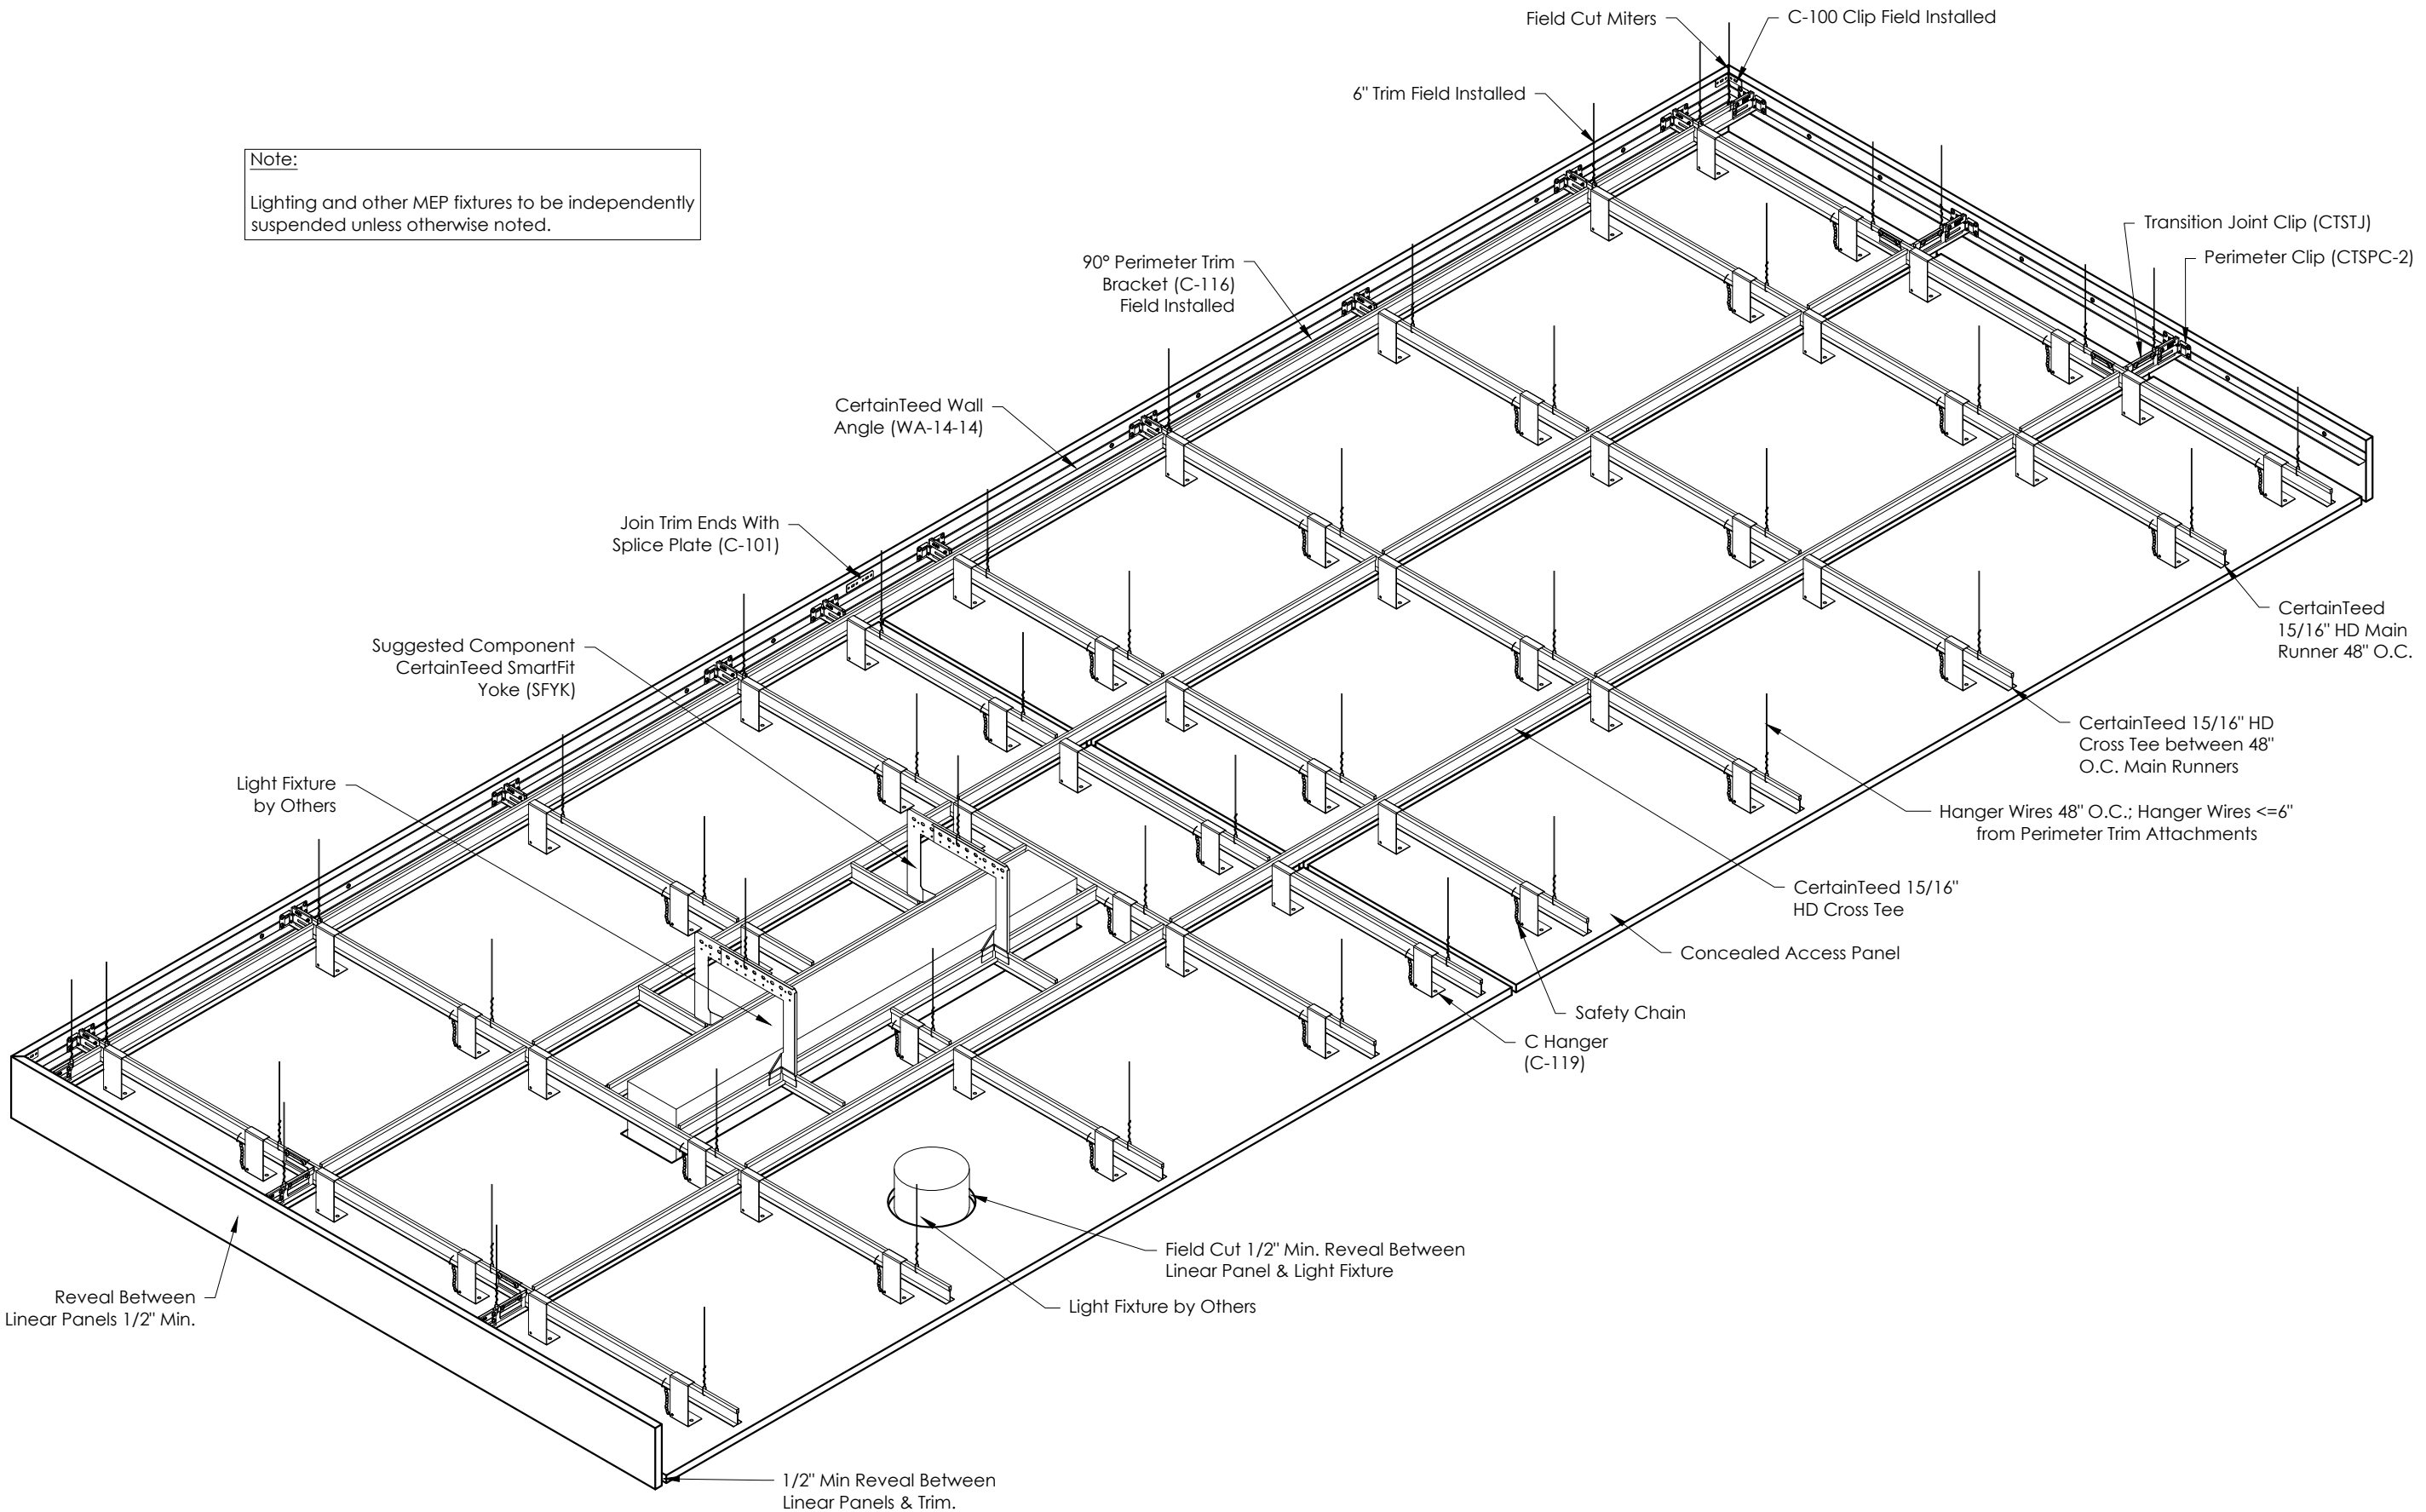 Field Cut Miters
C-100 Clip Field Installed
6" Trim Field Installed
Note:
Lighting and other MEP fixtures to be independently
suspended unless otherwise noted.
Transition Joint Clip (CTSTJ)
Perimeter Clip (CTSPC-2)
90° Perimeter Trim
Bracket (C-116)
Field Installed
CertainTeed Wall
Angle (WA-14-14)
Join Trim Ends With
Splice Plate (C-101)
CertainTeed
15/16" HD Main
Runner 48" O.C.
Suggested Component
CertainTeed SmartFit
Yoke (SFYK)
CertainTeed 15/16" HD
Cross Tee between 48"
O.C. Main Runners
Light Fixture
by Others
Hanger Wires 48" O.C.; Hanger Wires <=6"
from Perimeter Trim Attachments
CertainTeed 15/16"
HD Cross Tee
Concealed Access Panel
Safety Chain
C Hanger
(C-119)
Field Cut 1/2" Min. Reveal Between
Linear Panel & Light Fixture
Light Fixture by Others
Reveal Between
Linear Panels 1/2" Min.
1/2" Min Reveal Between
Linear Panels & Trim.